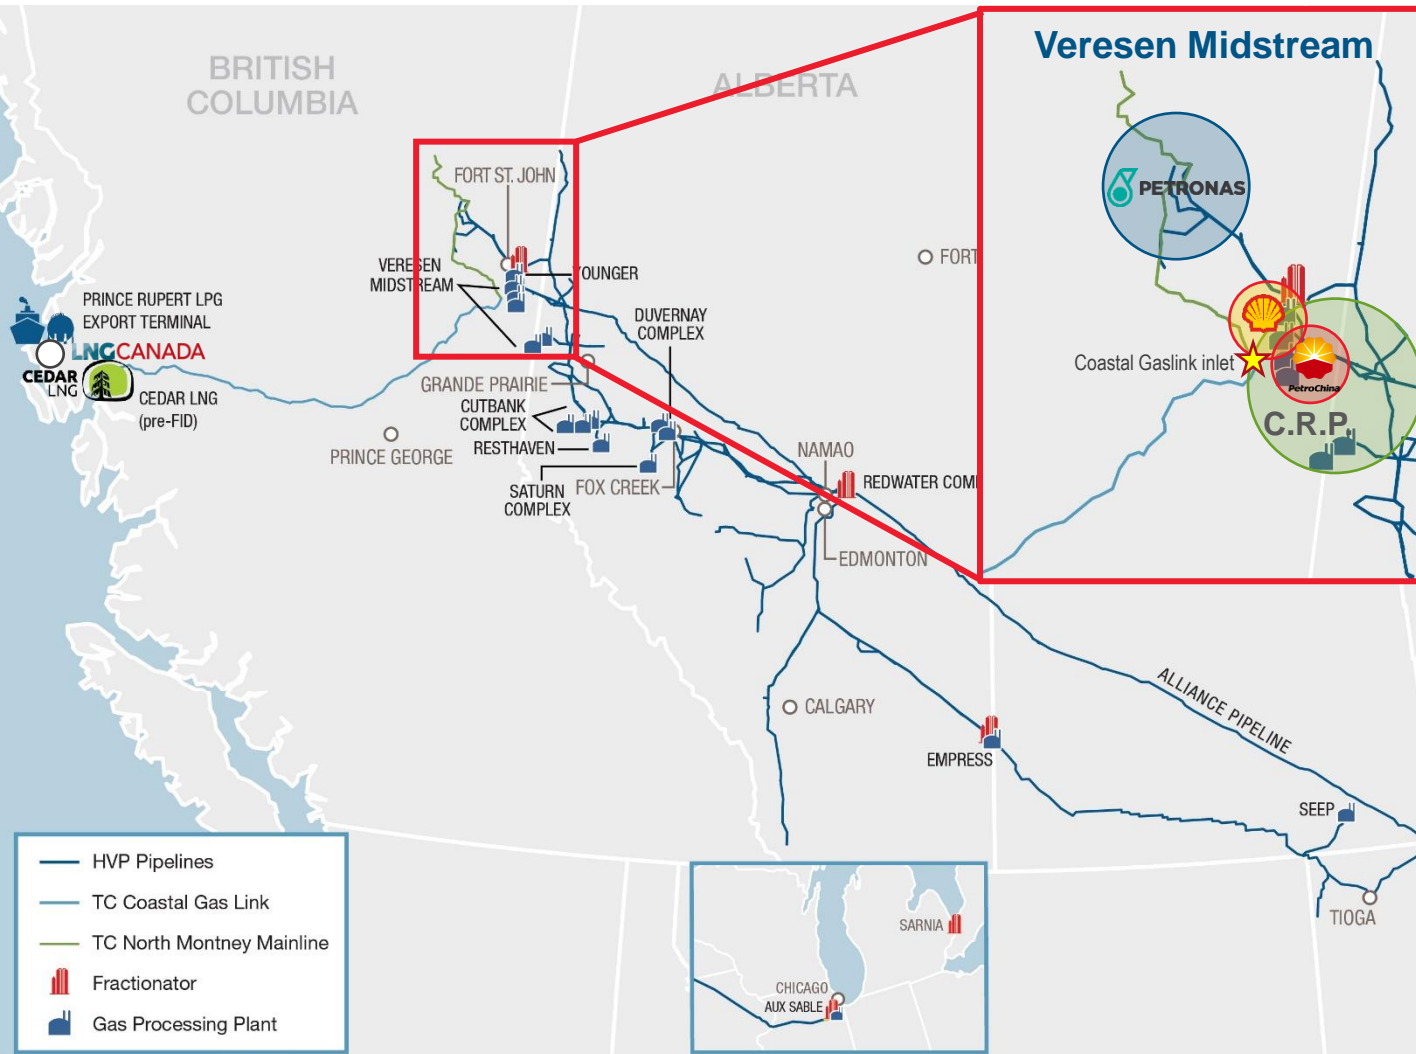 BRITISH
COLUMBIA
ALBERTA
Veresen Midstream
PETRONAS
Coastal Gaslink inlet
PetroChina
C.R.P.
FORT ST. JOHN
VERESEN
MIDSTREAM
YOUNGER
FORT
PRINCE RUPERT LPG
EXPORT TERMINAL
LNGCANADA
CEDAR
LNG
CEDAR LNG
(pre-FID)
DUVERNAY
COMPLEX
GRANDE PRAIRIE
CUTBANK
COMPLEX
RESTHAVEN
PRINCE GEORGE
SATURN
COMPLEX
FOX CREEK
NAMAO
REDWATER COM
EDMONTON
CALGARY
EMPRESS
ALLIANCE PIPELINE
SEEP
TIOGA
HVP Pipelines
TC Coastal Gas Link
TC North Montney Mainline
Fractionator
Gas Processing Plant
SARNIA
CHICAGO
AUX SABLE